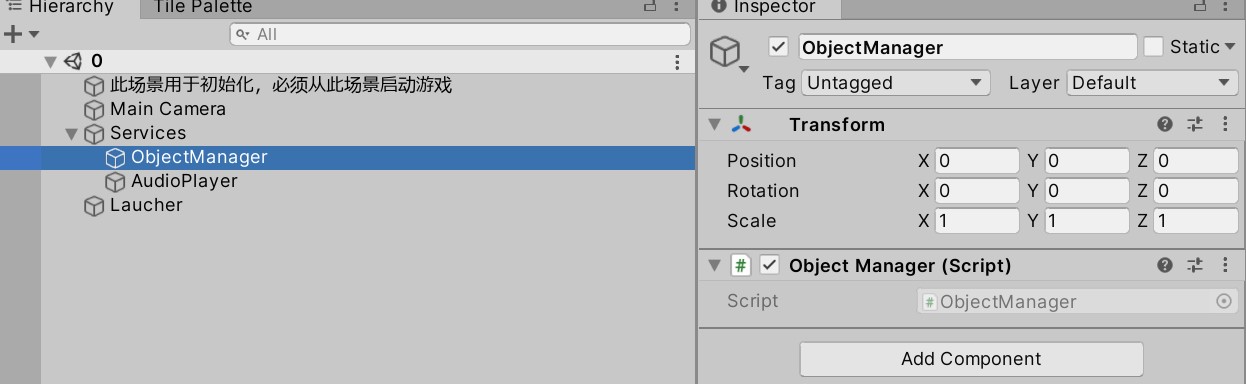 Hierarchy
Tile Palette
All
0
此场景用于初始化，必须从此场景启动游戏
Main Camera
Services
ObjectManager
AudioPlayer
Laucher
Inspector
ObjectManager
Static
Tag Untagged Layer Default
Transform
Position X 0 Y 0 Z 0
Rotation X 0 Y 0 Z 0
Scale X 1 Y 1 Z 1
# Object Manager (Script)
Script # ObjectManager
Add Component